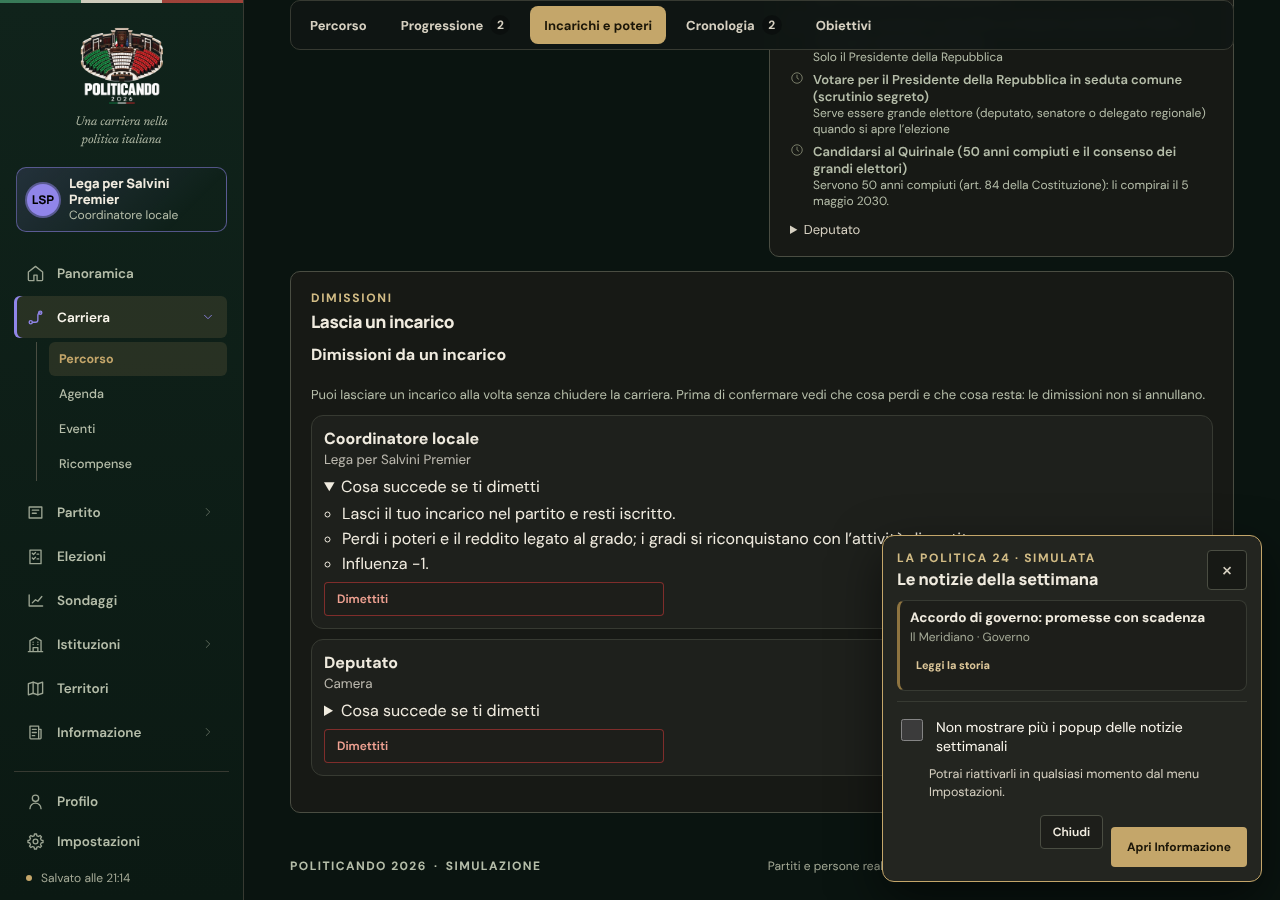 POLITICANDO
2026
Una carriera nella
politica italiana
LSP
Lega per Salvini
Premier
Coordinatore locale
Panoramica
Carriera
Percorso
Agenda
Eventi
Ricompense
Partito
Elezioni
Sondaggi
Istituzioni
Territori
Informazione
Profilo
Impostazioni
Salvato alle 21:14
Percorso
Progressione 2
Incarichi e poteri
Cronologia 2
Obiettivi
Solo il Presidente della Repubblica
Votare per il Presidente della Repubblica in seduta comune
(scrutinio segreto)
Serve essere grande elettore (deputato, senatore o delegato regionale)
quando si apre l’elezione
Candidarsi al Quirinale (50 anni compiuti e il consenso dei
grandi elettori)
Servono 50 anni compiuti (art. 84 della Costituzione): li compirai il 5
maggio 2030.
Deputato
DIMISSIONI
Lascia un incarico
Dimissioni da un incarico
Puoi lasciare un incarico alla volta senza chiudere la carriera. Prima di confermare vedi che cosa perdi e che cosa resta: le dimissioni non si annullano.
Coordinatore locale
Lega per Salvini Premier
Cosa succede se ti dimetti
Lasci il tuo incarico nel partito e resti iscritto.
Perdi i poteri e il reddito legato al grado; i gradi si riconquistano con l’attività
Influenza −1.
Dimettiti
Deputato
Camera
Cosa succede se ti dimetti
Dimettiti
POLITICANDO 2026 · SIMULAZIONE
Partiti e persone
LA POLITICA 24 · SIMULATA
Le notizie della settimana
Accordo di governo: promesse con scadenza
Il Meridiano · Governo
Leggi la storia
Non mostrare più i popup delle notizie
settimanali
Potrai riattivarli in qualsiasi momento dal menu
Impostazioni.
Chiudi
Apri Informazione